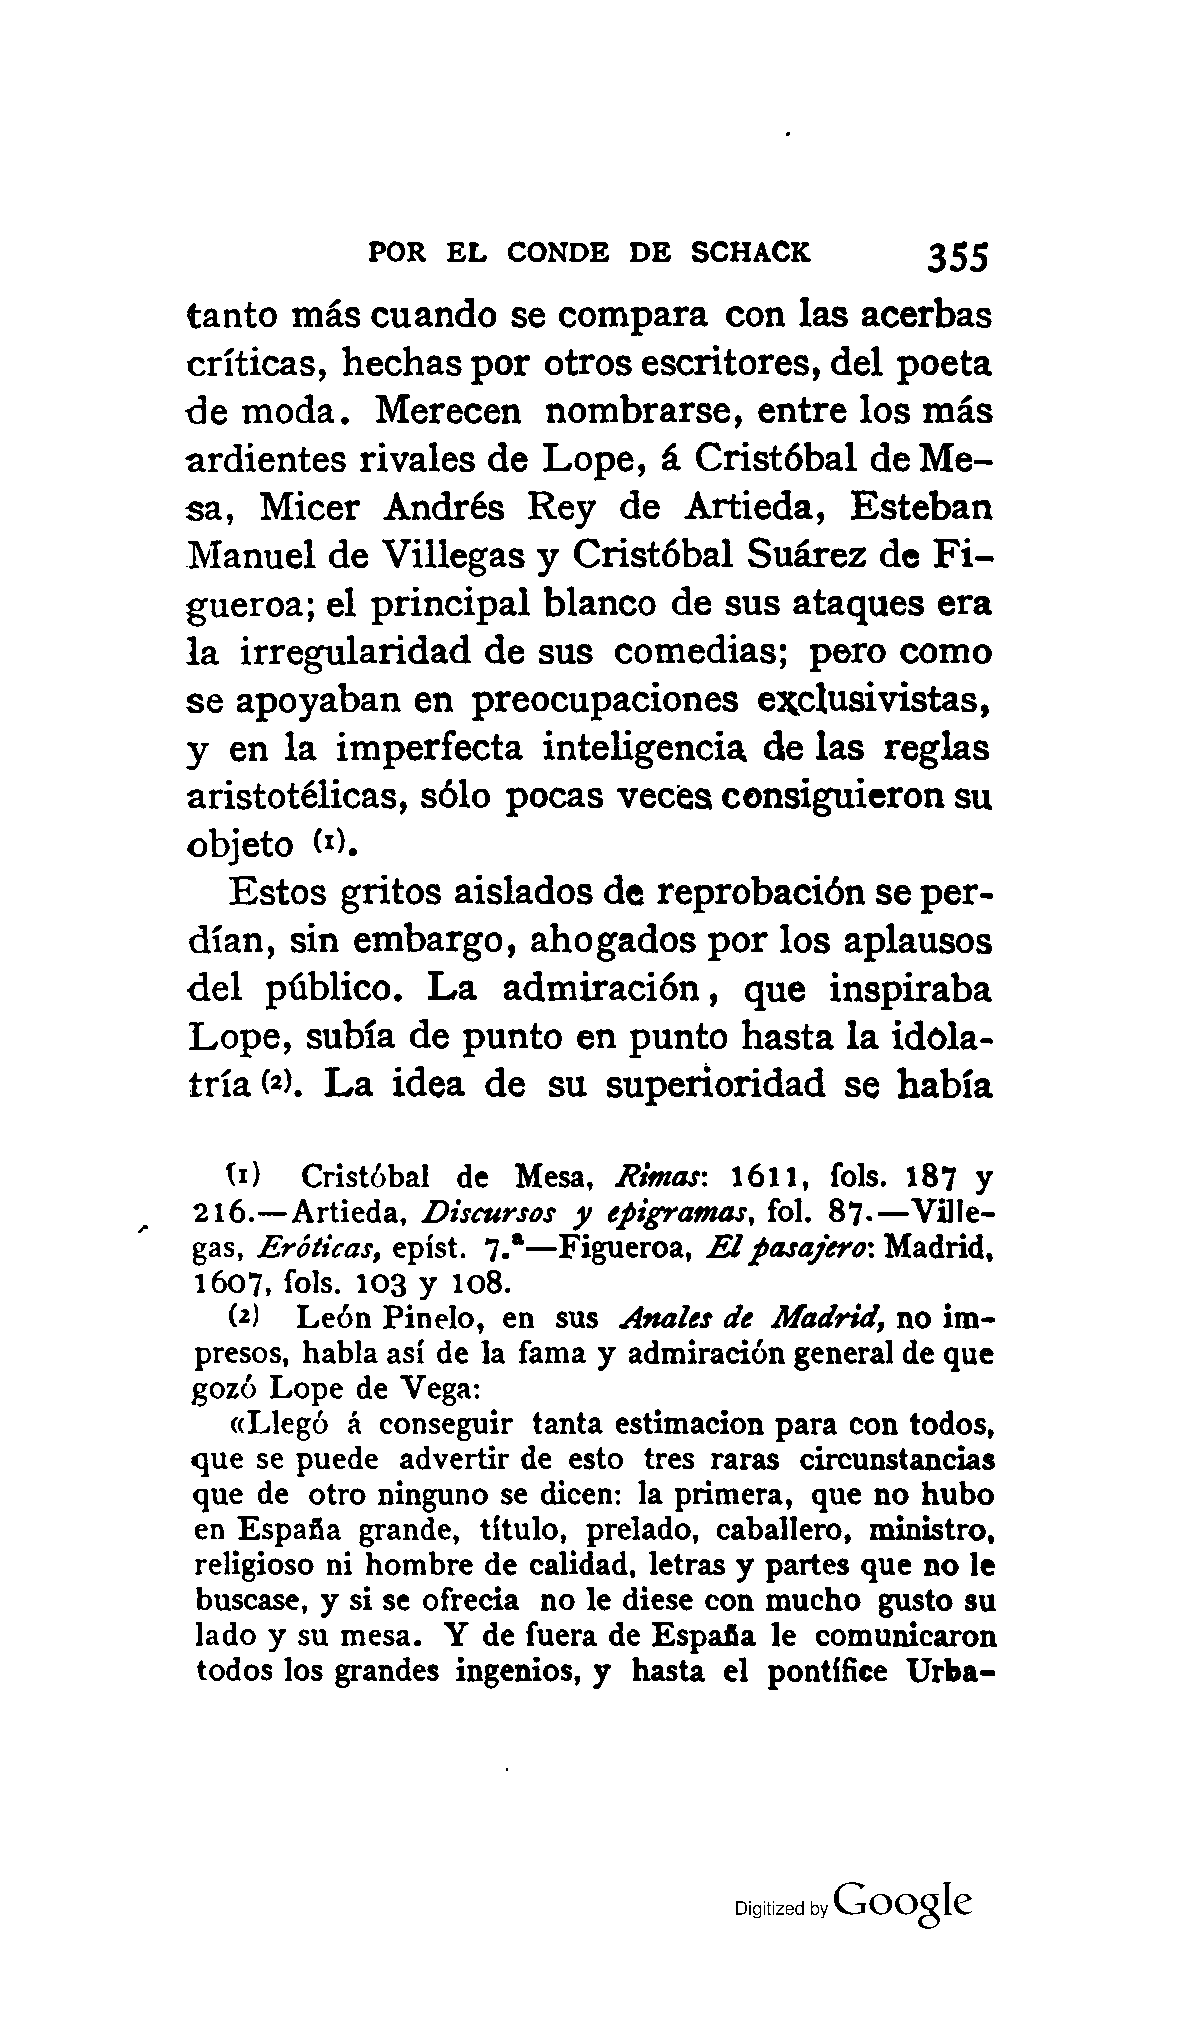 POR EL CONDE DE SCHACK 355
tanto más cuando se compara con las acerbas
críticas, hechas por otros escritores, del poeta
de moda. Merecen nombrarse, entre los más
ardientes rivales de Lope, á Cristóbal de Me-
sa, Micer Andrés Rey de Artieda, Esteban
Manuel de Villegas y Cristóbal Suárez de Fi-
gueroa; el principal blanco de sus ataques era
la irregularidad de sus comedias; pero como
se apoyaban en preocupaciones exclusivistas,
y en la imperfecta inteligencia de las reglas
aristotélicas, sólo pocas veces consiguieron su
objeto (1).
Estos gritos aislados de reprobación se per-
dían, sin embargo, ahogados por los aplausos
del público. La admiración, que inspiraba
Lope, subía de punto en punto hasta la idola-
tría (2). La idea de su superioridad se había
(1) Cristóbal de Mesa, Rimas: 1611, fols. 187 y
216.—Artieda, Discursos y epigramas, fol. 87.—Ville-
gas, Eróticas, epíst. 7.ª—Figueroa, El pasajero: Madrid,
1607, fols. 103 y 108.
(2) León Pinelo, en sus Anales de Madrid, no im-
presos, habla así de la fama y admiración general de que
gozó Lope de Vega:
«Llegó á conseguir tanta estimacion para con todos,
que se puede advertir de esto tres raras circunstancias
que de otro ninguno se dicen: la primera, que no hubo
en España grande, título, prelado, caballero, ministro,
religioso ni hombre de calidad, letras y partes que no le
buscase, y si se ofrecia no le diese con mucho gusto su
lado y su mesa. Y de fuera de España le comunicaron
todos los grandes ingenios, y hasta el pontífice Urba-
Digitized by Google